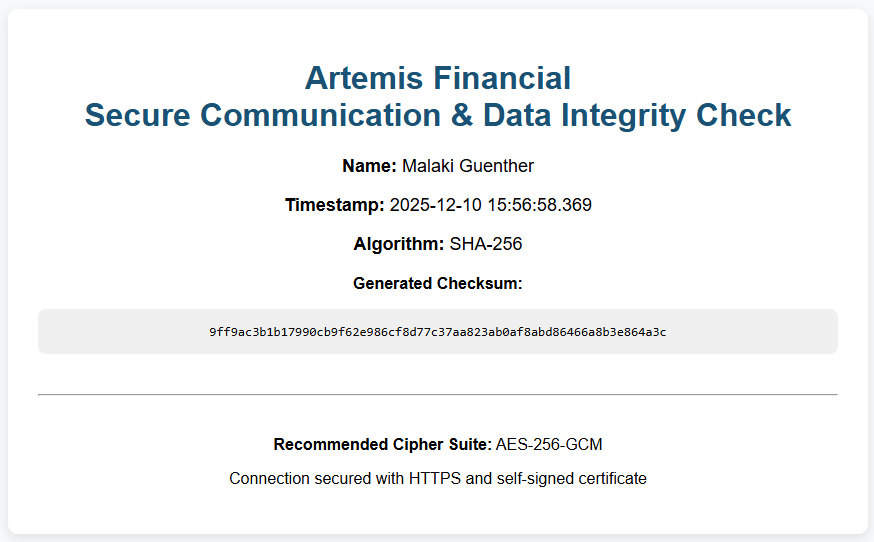 Artemis Financial
Secure Communication & Data Integrity Check
Name: Malaki Guenther
Timestamp: 2025-12-10 15:56:58.369
Algorithm: SHA-256
Generated Checksum:
9ff9ac3b1b17990cb9f62e986cf8d77c37aa823ab0af8abd86466a8b3e864a3c
Recommended Cipher Suite: AES-256-GCM
Connection secured with HTTPS and self-signed certificate